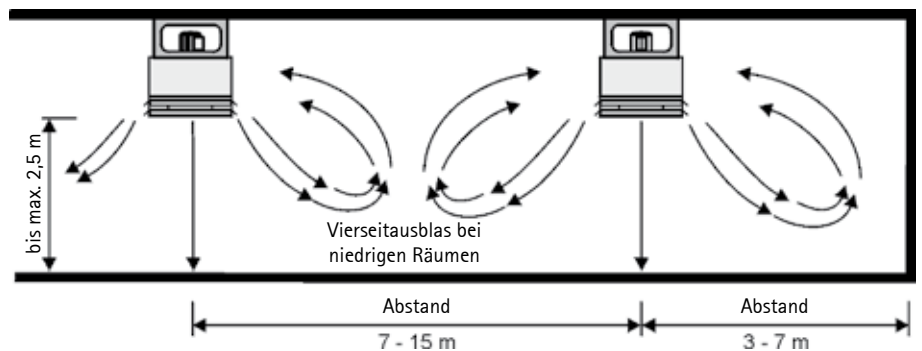 bis max. 2,5 m
Vierseitausblas bei
niedrigen Räumen
Abstand
7 - 15 m
Abstand
3 - 7 m